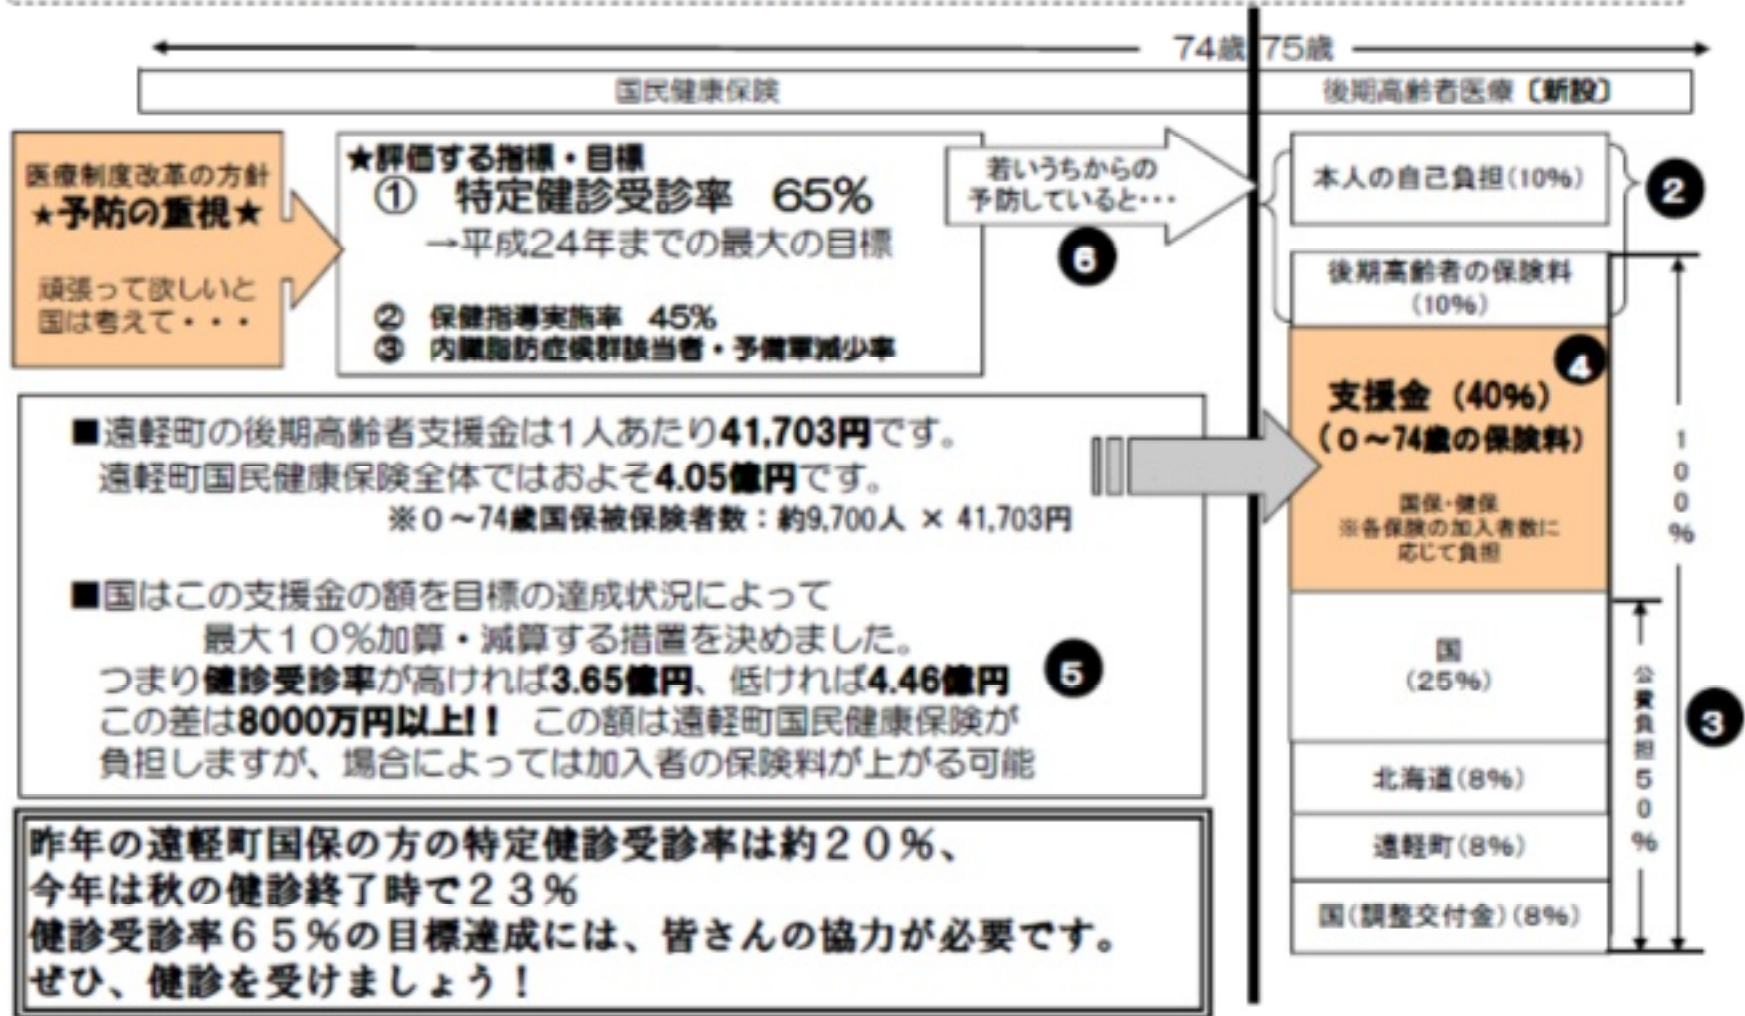 74歳 75歳
国民健康保険
後期高齢者医療〔新設〕
医療制度改革の方針
★予防の重視★
頑張って欲しいと
国は考えて・・・
★評価する指標・目標
① 特定健診受診率 65%
→平成24年までの最大の目標
② 保健指導実施率 45%
③ 内臓脂肪症候群該当者・予備軍減少率
若いうちからの
予防していると・・・
6
本人の自己負担(10%)
2
後期高齢者の保険料
(10%)
4
支援金(40%)
(0~74歳の保険料)
国保・健保
※各保険の加入者数に
応じて負担
100%
■遠軽町の後期高齢者支援金は1人あたり41,703円です。
遠軽町国民健康保険全体ではおよそ4.05億円です。
※0~74歳国保被保険者数:約9,700人 × 41,703円
■国はこの支援金の額を目標の達成状況によって
最大10%加算・減算する措置を決めました。
つまり健診受診率が高ければ3.65億円、低ければ4.46億円
この差は8000万円以上!! この額は遠軽町国民健康保険が
負担しますが、場合によっては加入者の保険料が上がる可能
5
国
(25%)
公費負担50%
3
北海道(8%)
遠軽町(8%)
国(調整交付金)(8%)
昨年の遠軽町国保の方の特定健診受診率は約20%、
今年は秋の健診終了時で23%
健診受診率65%の目標達成には、皆さんの協力が必要です。
ぜひ、健診を受けましょう!